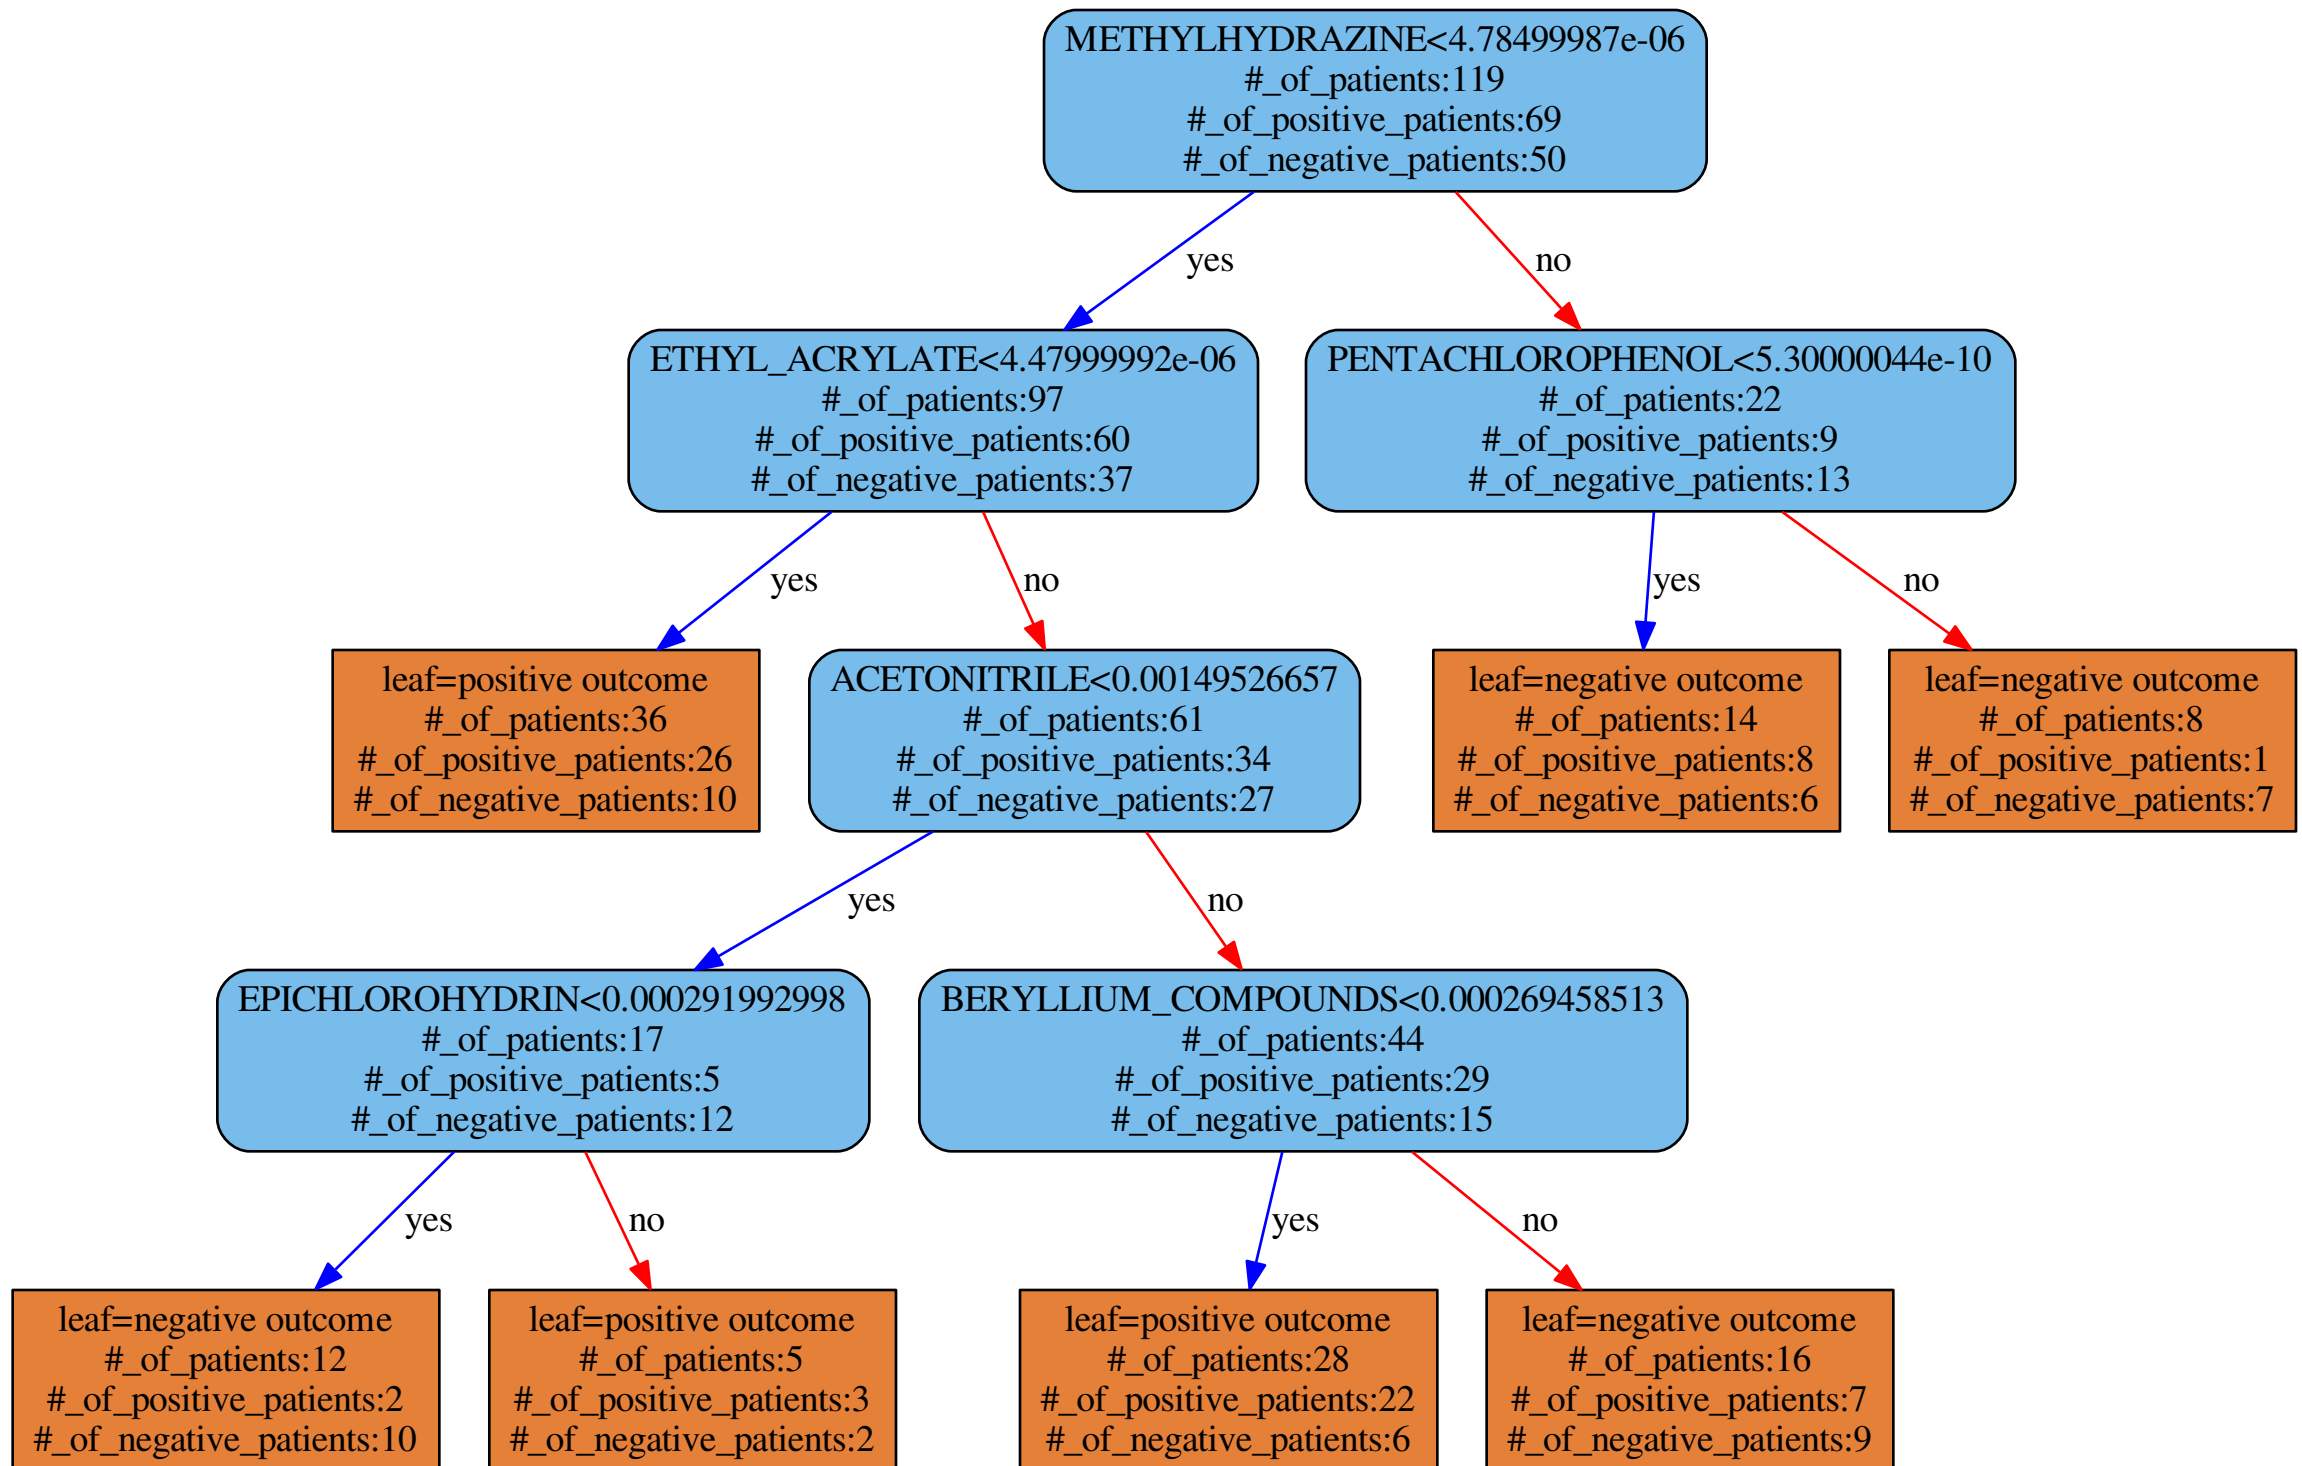 METHYLHYDRAZINE<4.78499987e-06
#_of_patients:119
#_of_positive_patients:69
#_of_negative_patients:50
yes
no
ETHYL_ACRYLATE<4.47999992e-06
#_of_patients:97
#_of_positive_patients:60
#_of_negative_patients:37
PENTACHLOROPHENOL<5.30000044e-10
#_of_patients:22
#_of_positive_patients:9
#_of_negative_patients:13
yes
no
yes
no
leaf=positive outcome
#_of_patients:36
#_of_positive_patients:26
#_of_negative_patients:10
ACETONITRILE<0.00149526657
#_of_patients:61
#_of_positive_patients:34
#_of_negative_patients:27
leaf=negative outcome
#_of_patients:14
#_of_positive_patients:8
#_of_negative_patients:6
leaf=negative outcome
#_of_patients:8
#_of_positive_patients:1
#_of_negative_patients:7
yes
no
EPICHLOROHYDRIN<0.000291992998
#_of_patients:17
#_of_positive_patients:5
#_of_negative_patients:12
BERYLLIUM_COMPOUNDS<0.000269458513
#_of_patients:44
#_of_positive_patients:29
#_of_negative_patients:15
yes
no
yes
no
leaf=negative outcome
#_of_patients:12
#_of_positive_patients:2
#_of_negative_patients:10
leaf=positive outcome
#_of_patients:5
#_of_positive_patients:3
#_of_negative_patients:2
leaf=positive outcome
#_of_patients:28
#_of_positive_patients:22
#_of_negative_patients:6
leaf=negative outcome
#_of_patients:16
#_of_positive_patients:7
#_of_negative_patients:9